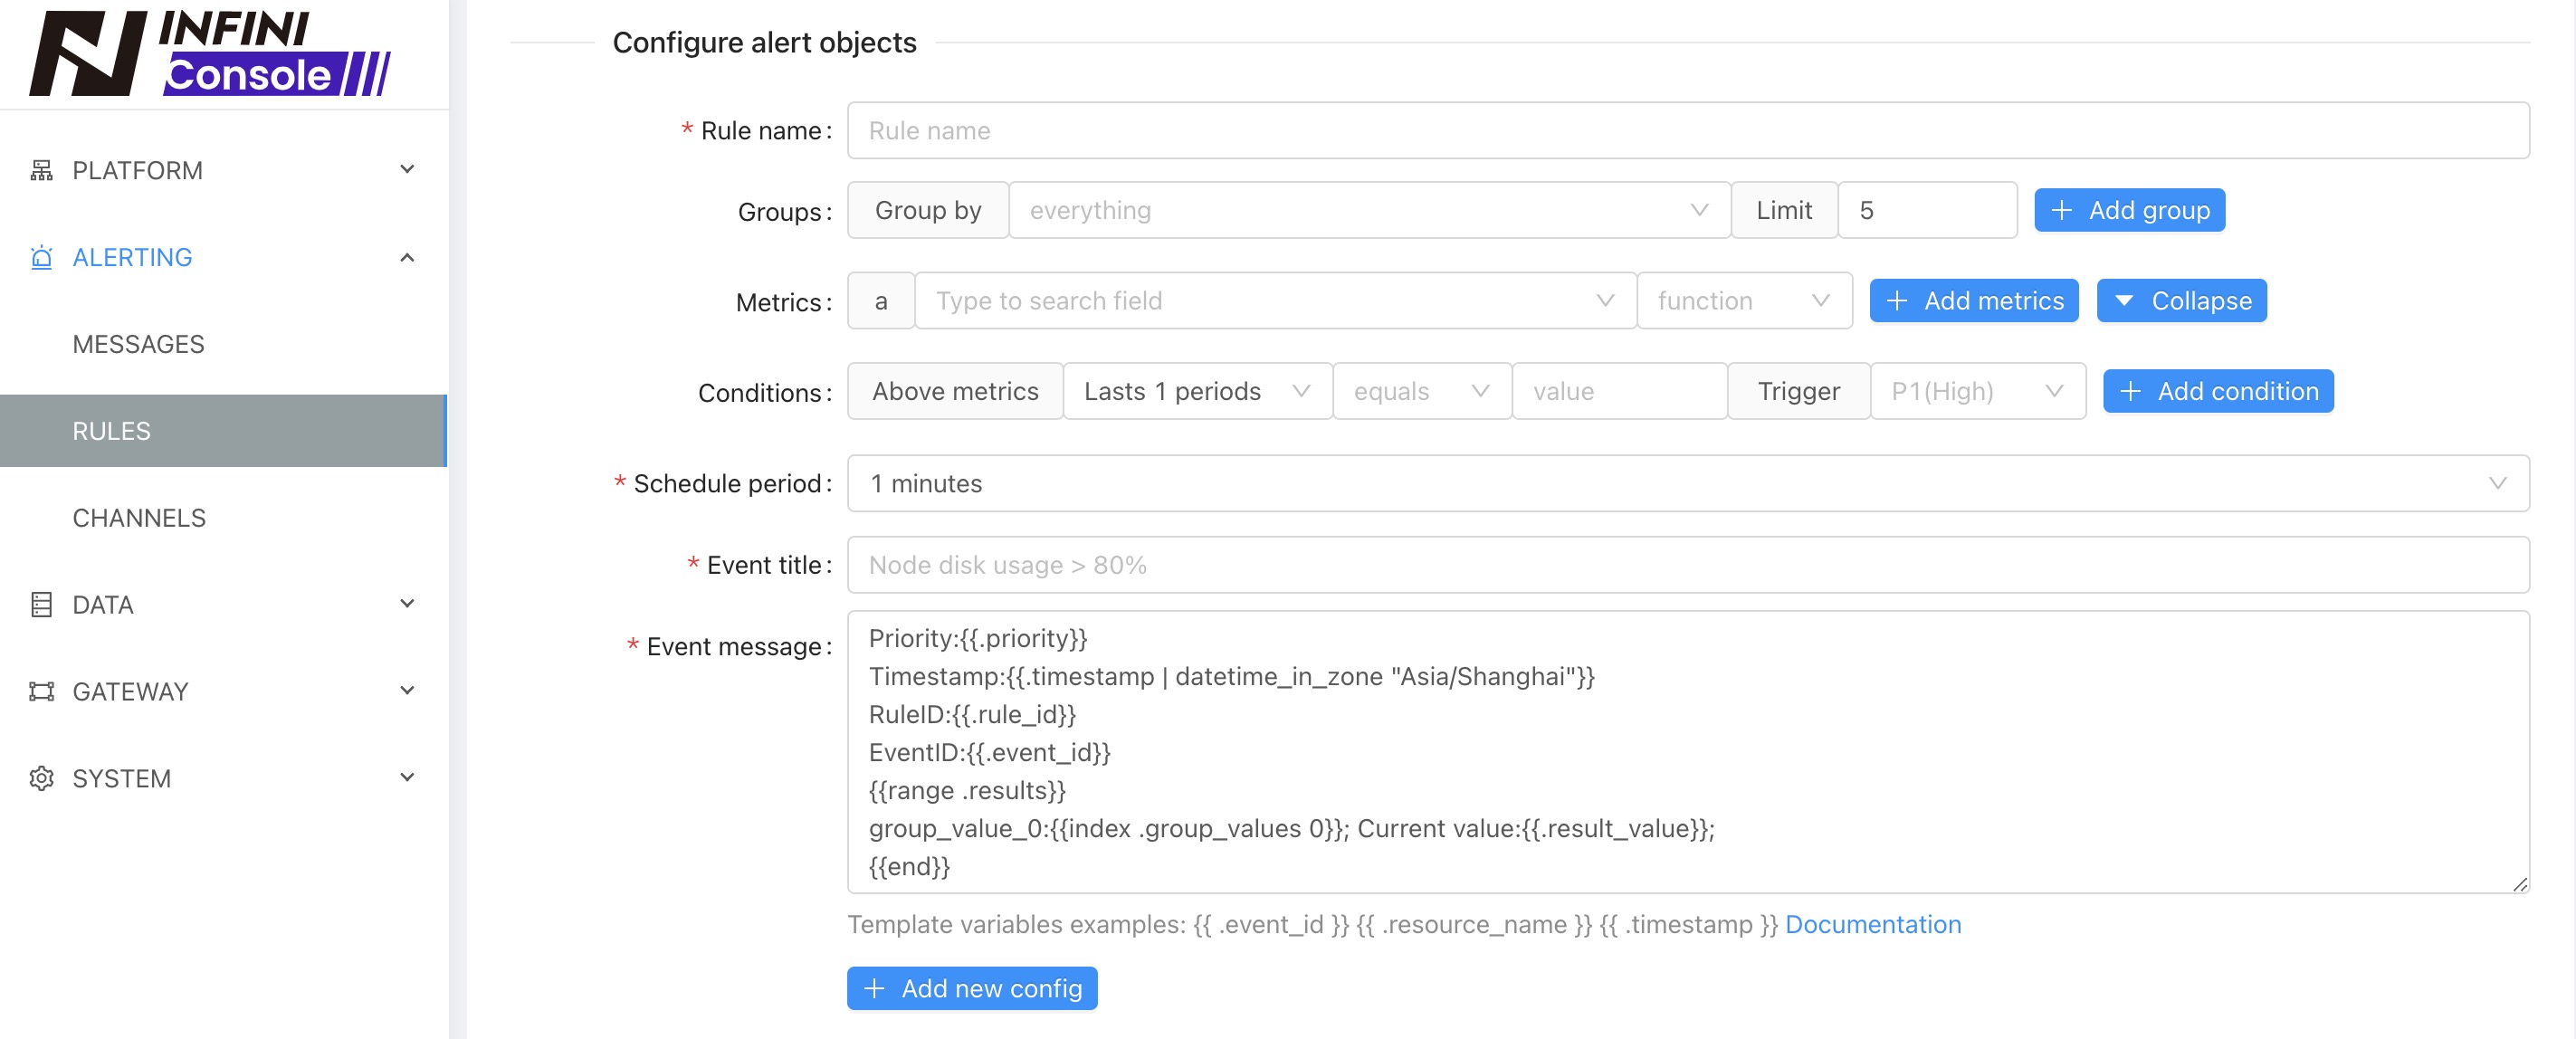 INFINI
Console
PLATFORM
ALERTING
MESSAGES
RULES
CHANNELS
DATA
GATEWAY
SYSTEM
Configure alert objects
* Rule name: Rule name
Groups: Group by everything Limit 5 + Add group
Metrics: a Type to search field function + Add metrics Collapse
Conditions: Above metrics Lasts 1 periods equals value Trigger P1(High) + Add condition
* Schedule period: 1 minutes
* Event title: Node disk usage > 80%
* Event message: Priority:{{.priority}}
Timestamp:{{.timestamp | datetime_in_zone "Asia/Shanghai"}}
RuleID:{{.rule_id}}
EventID:{{.event_id}}
{{range .results}}
group_value_0:{{index .group_values 0}}; Current value:{{.result_value}};
{{end}}
Template variables examples: {{ .event_id }} {{ .resource_name }} {{ .timestamp }} Documentation
+ Add new config